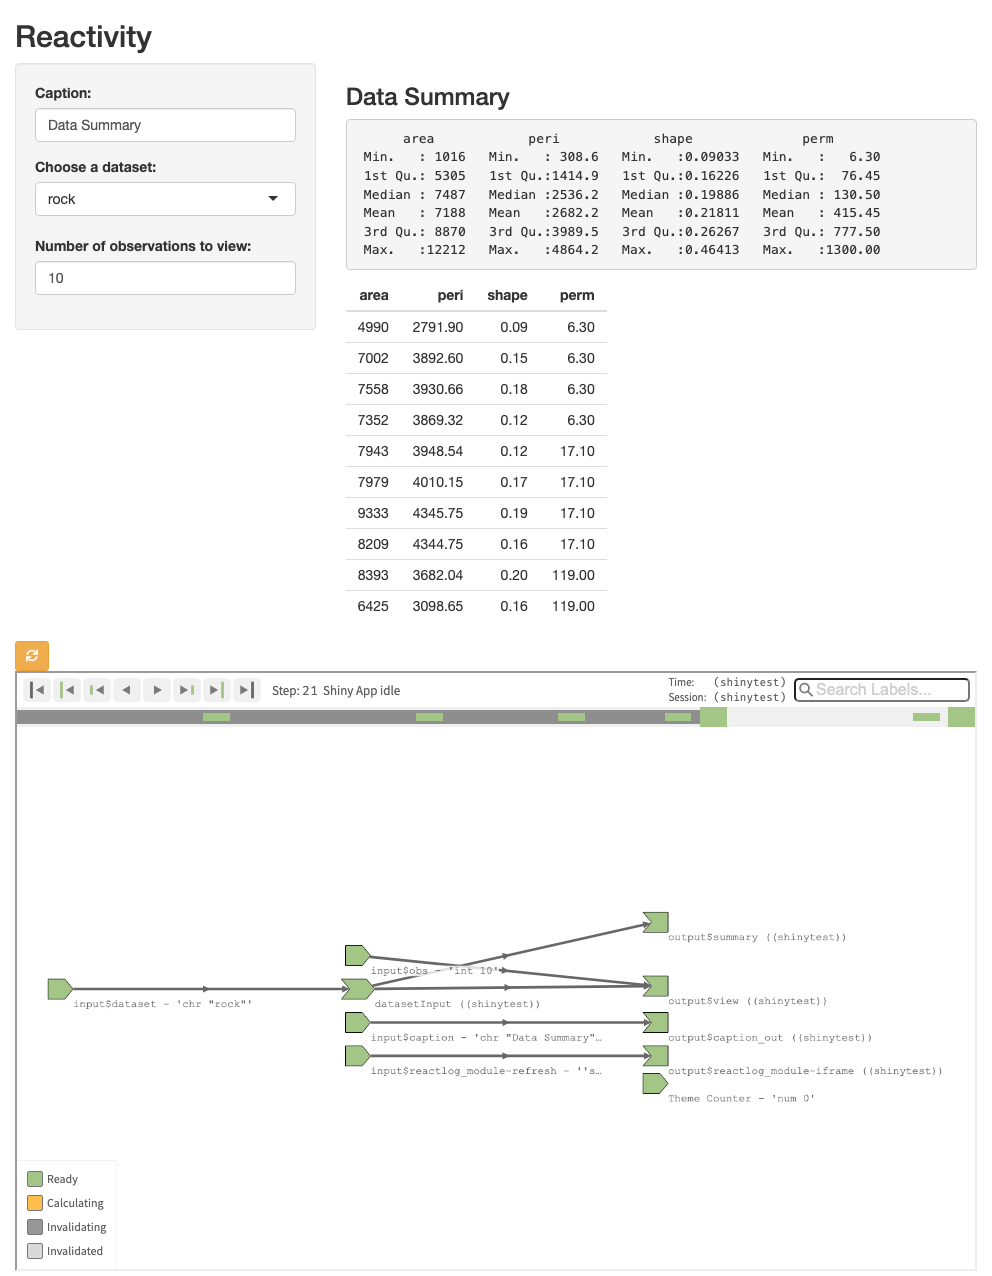 Reactivity
Caption:
Data Summary
Choose a dataset:
rock
Number of observations to view:
10
Data Summary
area peri shape perm
Min. : 1016 Min. : 308.6 Min. :0.09033 Min. : 6.30
1st Qu.: 5305 1st Qu.:1414.9 1st Qu.:0.16226 1st Qu.: 76.45
Median : 7487 Median :2536.2 Median :0.19886 Median : 130.50
Mean : 7188 Mean :2682.2 Mean :0.21811 Mean : 415.45
3rd Qu.: 8870 3rd Qu.:3989.5 3rd Qu.:0.26267 3rd Qu.: 777.50
Max. :12212 Max. :4864.2 Max. :0.46413 Max. :1300.00
area peri shape perm
4990 2791.90 0.09 6.30
7002 3892.60 0.15 6.30
7558 3930.66 0.18 6.30
7352 3869.32 0.12 6.30
7943 3948.54 0.12 17.10
7979 4010.15 0.17 17.10
9333 4345.75 0.19 17.10
8209 4344.75 0.16 17.10
8393 3682.04 0.20 119.00
6425 3098.65 0.16 119.00
Step: 21 Shiny App idle
Time: (shinytest)
Session: (shinytest)
Search Labels...
output$summary ((shinytest))
input$obs – 'int 10'
output$view ((shinytest))
input$dataset – 'chr "rock"'
datasetInput ((shinytest))
input$caption – 'chr "Data Summary"…
output$caption_out ((shinytest))
input$reactlog_module-refresh – ''s…
output$reactlog_module-iframe ((shinytest))
Theme Counter – 'num 0'
Ready
Calculating
Invalidating
Invalidated